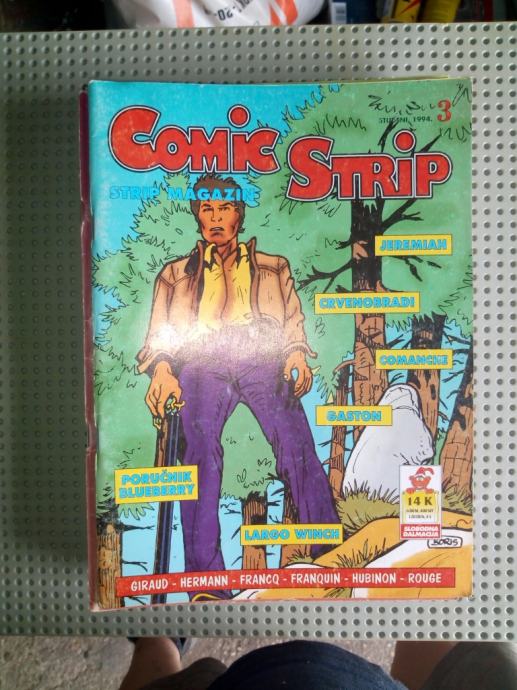 STUDENI, 1994. 3
COMIC
STRIP
STRIP MAGAZIN
JEREMIAH
CRVENOBRADI
COMANCHE
GASTON
PORUČNIK
BLUEBERRY
LARGO WINCH
14 K
SLOBODNA
DALMACIJA
BORIS
GIRAUD - HERMANN - FRANCQ - FRANQUIN - HUBINON - ROUGE